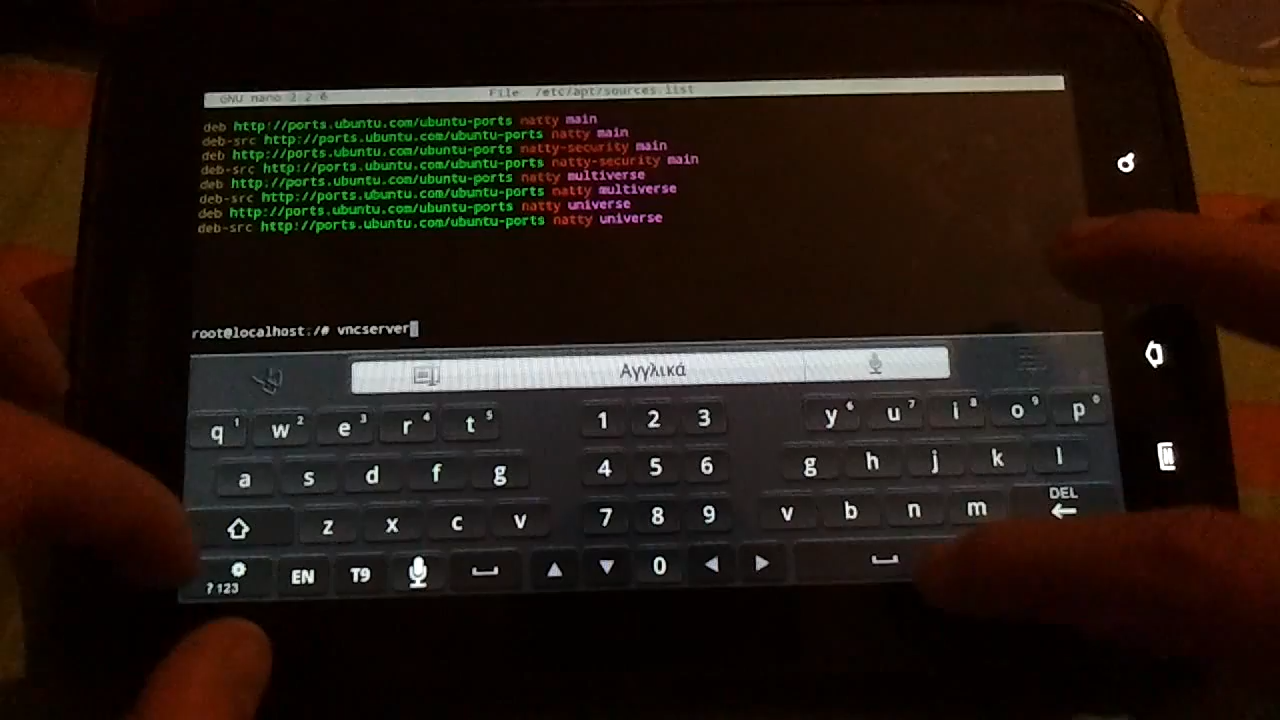 GNU nano 2.2.6 File: /etc/apt/sources.list
deb http://ports.ubuntu.com/ubuntu-ports natty main
deb-src http://ports.ubuntu.com/ubuntu-ports natty main
deb http://ports.ubuntu.com/ubuntu-ports natty-security main
deb-src http://ports.ubuntu.com/ubuntu-ports natty-security main
deb http://ports.ubuntu.com/ubuntu-ports natty multiverse
deb-src http://ports.ubuntu.com/ubuntu-ports natty multiverse
deb http://ports.ubuntu.com/ubuntu-ports natty universe
deb-src http://ports.ubuntu.com/ubuntu-ports natty universe
root@localhost:/# vncserver
Αγγλικά
q 1 w 2 e 3 r 4 t 5 1 2 3 y 6 u 7 i 8 o 9 p 0
a s d f g 4 5 6 g h j k l
z x c v 7 8 9 v b n m DEL
?123 EN T9 0